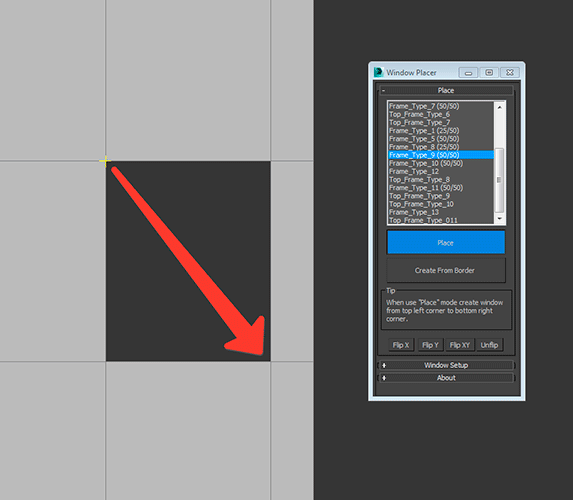 Window Placer
Place
Frame_Type_7 (50/50)
Top_Frame_Type_6
Top_Frame_Type_7
Frame_Type_1 (25/50)
Frame_Type_5 (50/50)
Frame_Type_8 (25/50)
Frame_Type_9 (50/50)
Frame_Type_10 (50/50)
Frame_Type_12
Top_Frame_Type_8
Frame_Type_11 (50/50)
Top_Frame_Type_9
Top_Frame_Type_10
Frame_Type_13
Top_Frame_Type_011
Place
Create From Border
Tip
When use "Place" mode create window
from top left corner to bottom right
corner.
Flip X Flip Y Flip XY Unflip
Window Setup
About